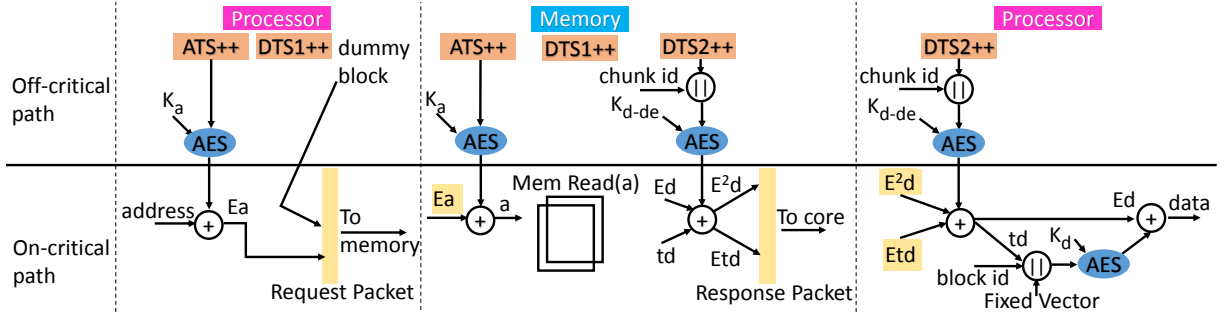 Processor
Memory
Processor
ATS++
DTS1++
dummy
block
ATS++
DTS1++
DTS2++
DTS2++
Off-critical
path
chunk id
||
chunk id
||
Ka
Ka
Kd-de
Kd-de
AES
AES
AES
AES
On-critical
path
address
+
Ea
To
memory
Request Packet
Ea
+
a
Mem Read(a)
Ed
td
+
E²d
Etd
To core
Response Packet
E²d
Etd
+
Ed
+
data
td
Kd
block id
||
AES
Fixed Vector